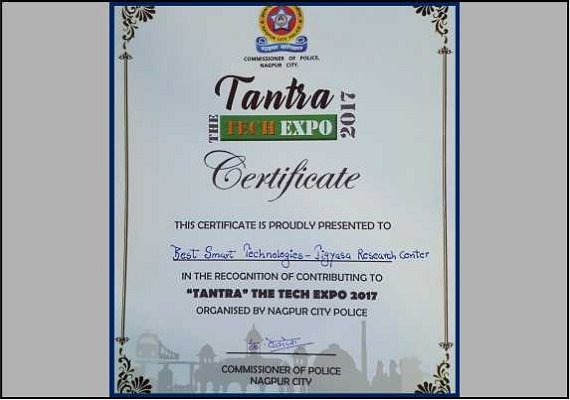 COMMISSIONER OF POLICE,
NAGPUR CITY.
Tantra
THE TECH EXPO 2017
Certificate
THIS CERTIFICATE IS PROUDLY PRESENTED TO
Best Smart Technologies - Jigyasa Research Center
IN THE RECOGNITION OF CONTRIBUTING TO
"TANTRA" THE TECH EXPO 2017
ORGANISED BY NAGPUR CITY POLICE
COMMISSIONER OF POLICE
NAGPUR CITY